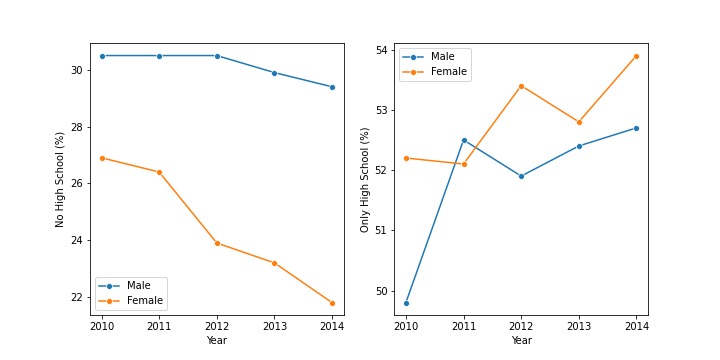 No High School (%)
30
28
26
24
22
Male
Female
2010 2011 2012 2013 2014
Year
Only High School (%)
54
53
52
51
50
Male
Female
2010 2011 2012 2013 2014
Year